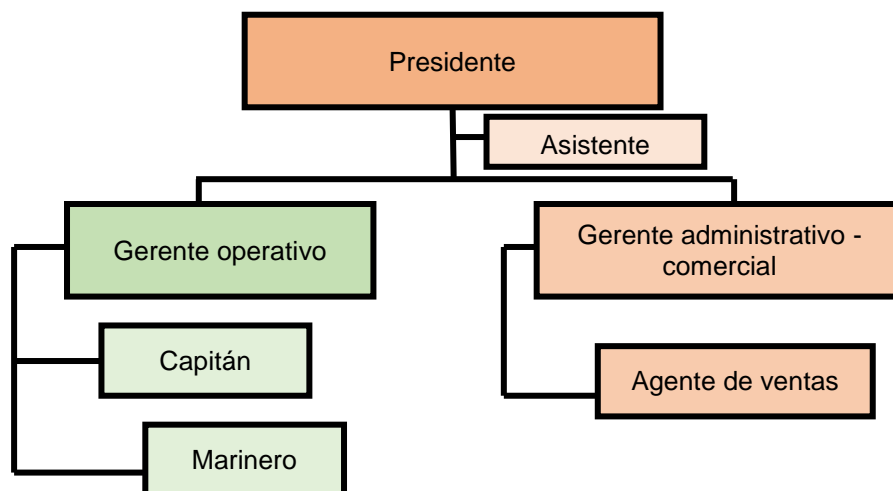 Presidente
Asistente
Gerente operativo
Gerente administrativo -
comercial
Capitán
Agente de ventas
Marinero